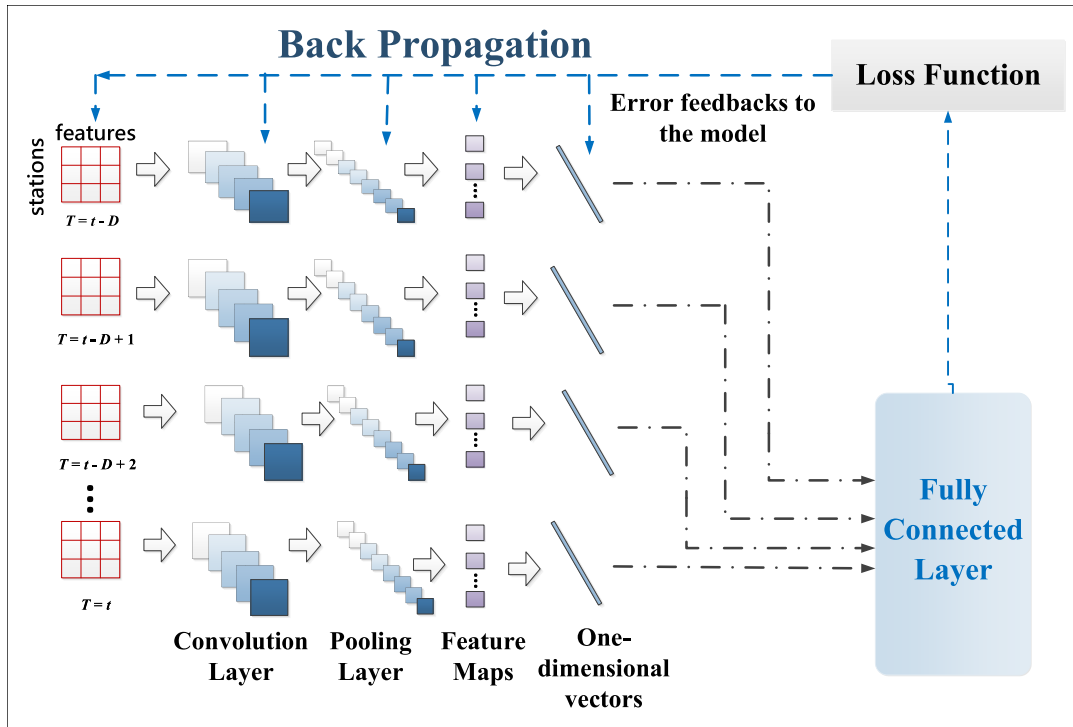 Back Propagation
Loss Function
Error feedbacks to
the model
features
stations
T = t - D
T = t - D + 1
T = t - D + 2
T = t
Fully
Connected
Layer
Convolution
Layer
Pooling
Layer
Feature
Maps
One-
dimensional
vectors